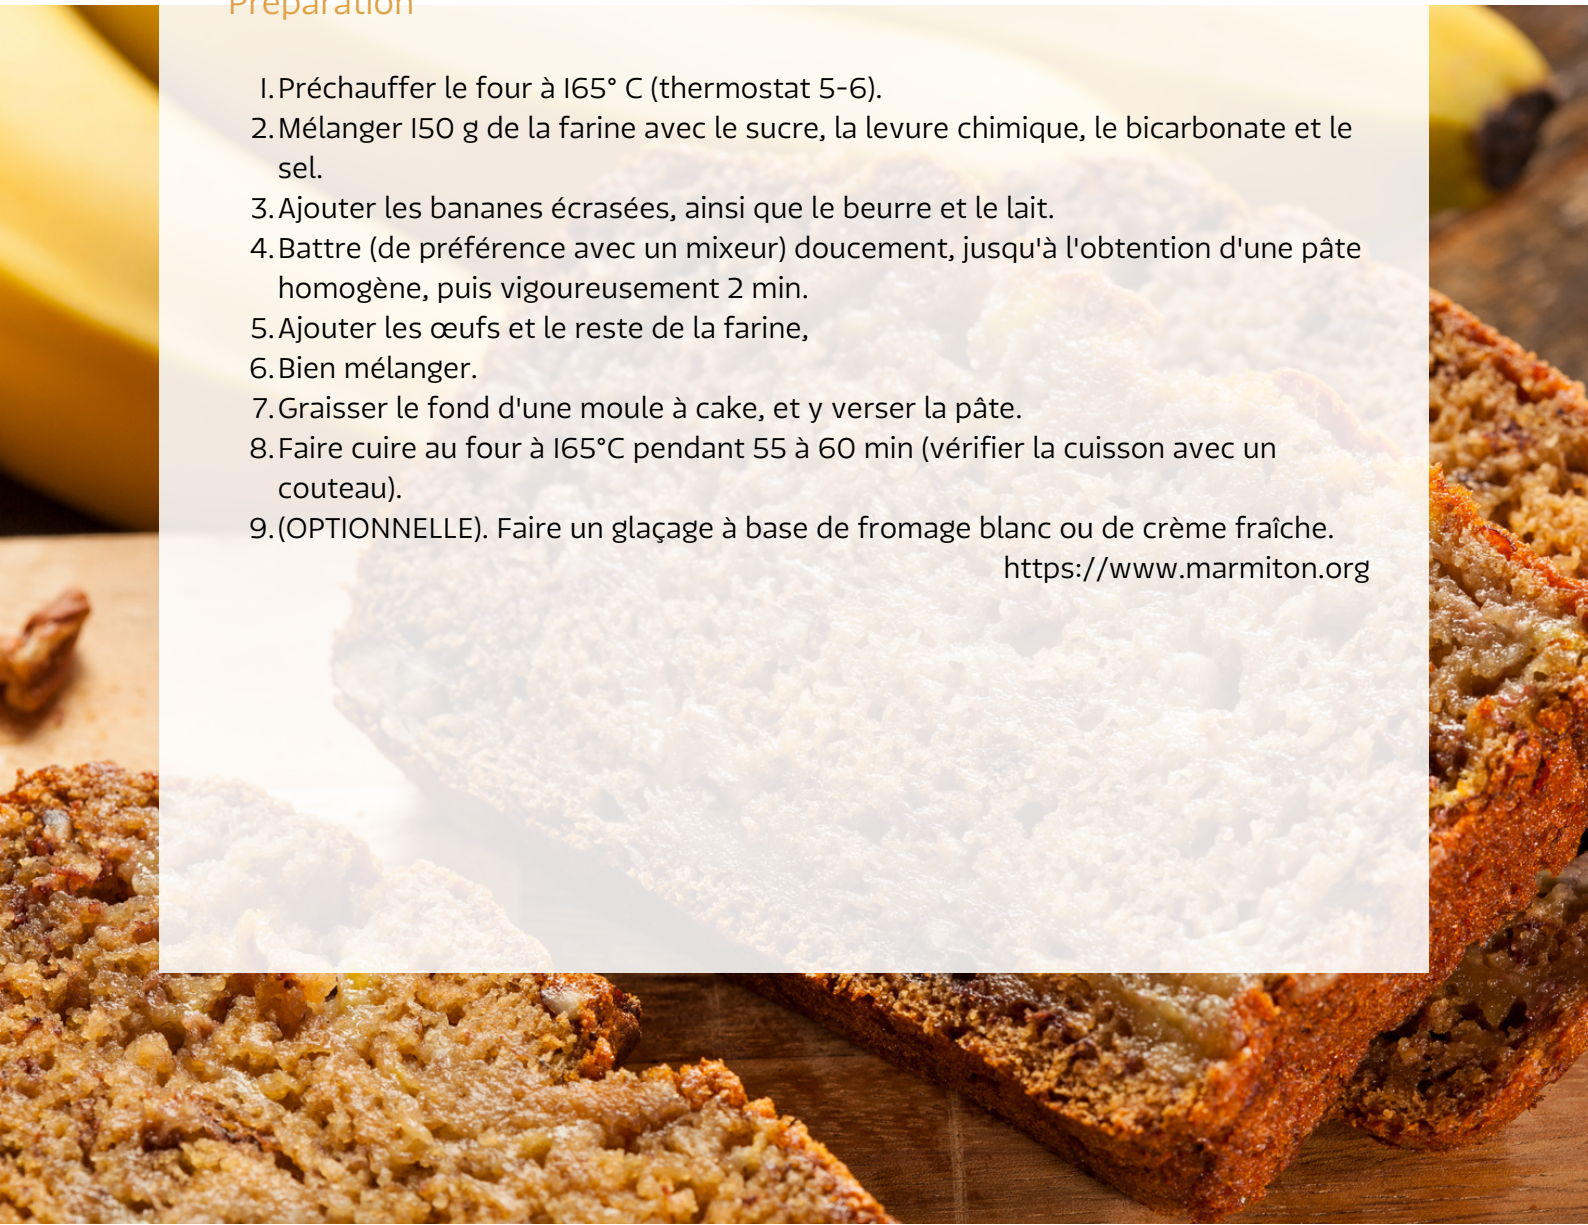 Préparation
1. Préchauffer le four à 165° C (thermostat 5-6).
2. Mélanger 150 g de la farine avec le sucre, la levure chimique, le bicarbonate et le
sel.
3. Ajouter les bananes écrasées, ainsi que le beurre et le lait.
4. Battre (de préférence avec un mixeur) doucement, jusqu'à l'obtention d'une pâte
homogène, puis vigoureusement 2 min.
5. Ajouter les œufs et le reste de la farine,
6. Bien mélanger.
7. Graisser le fond d'une moule à cake, et y verser la pâte.
8. Faire cuire au four à 165°C pendant 55 à 60 min (vérifier la cuisson avec un
couteau).
9. (OPTIONNELLE). Faire un glaçage à base de fromage blanc ou de crème fraîche.
https://www.marmiton.org